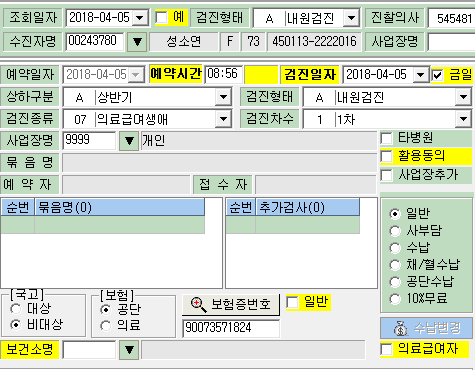 조회일자 2018-04-05 예 검진형태 A 내원검진 진찰의사 545481
수진자명 00243780 성소연 F 73 450113-2222016 사업장명
예약일자 2018-04-05 예약시간 08:56 검진일자 2018-04-05 금일
상하구분 A 상반기 검진형태 A 내원검진
검진종류 07 의료급여생애 검진차수 1 1차
사업장명 9999 개인 타병원
묶 음 명 활용동의
예 약 자 접 수 자 사업장추가
순번 묶음명(0) 순번 추가검사(0)
일반
사부담
수납
채/혈수납
공단수납
10%무료
[국고] [보험]
대상 공단 보험증번호 일반
비대상 의료 90073571824 수납변경
보건소명 의료급여자